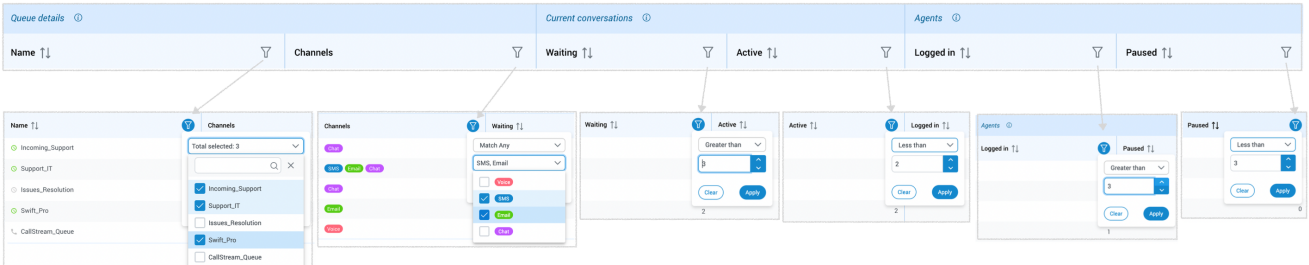 Queue details
Current conversations
Agents
Name
Channels
Waiting
Active
Logged in
Paused
Name
Channels
Total selected: 3
Incoming_Support
Support_IT
Issues_Resolution
Swift_Pro
CallStream_Queue
Incoming_Support
Support_IT
Issues_Resolution
Swift_Pro
CallStream_Queue
Channels
Waiting
Chat
SMS Email Chat
Chat
Email
Voice
Match Any
SMS, Email
Voice
SMS
Email
Chat
Waiting
Active
Greater than
3
Clear
Apply
2
Active
Logged in
Less than
2
Clear
Apply
2
Agents
Logged in
Paused
Greater than
3
Clear
Apply
1
Paused
Less than
3
Clear
Apply
0